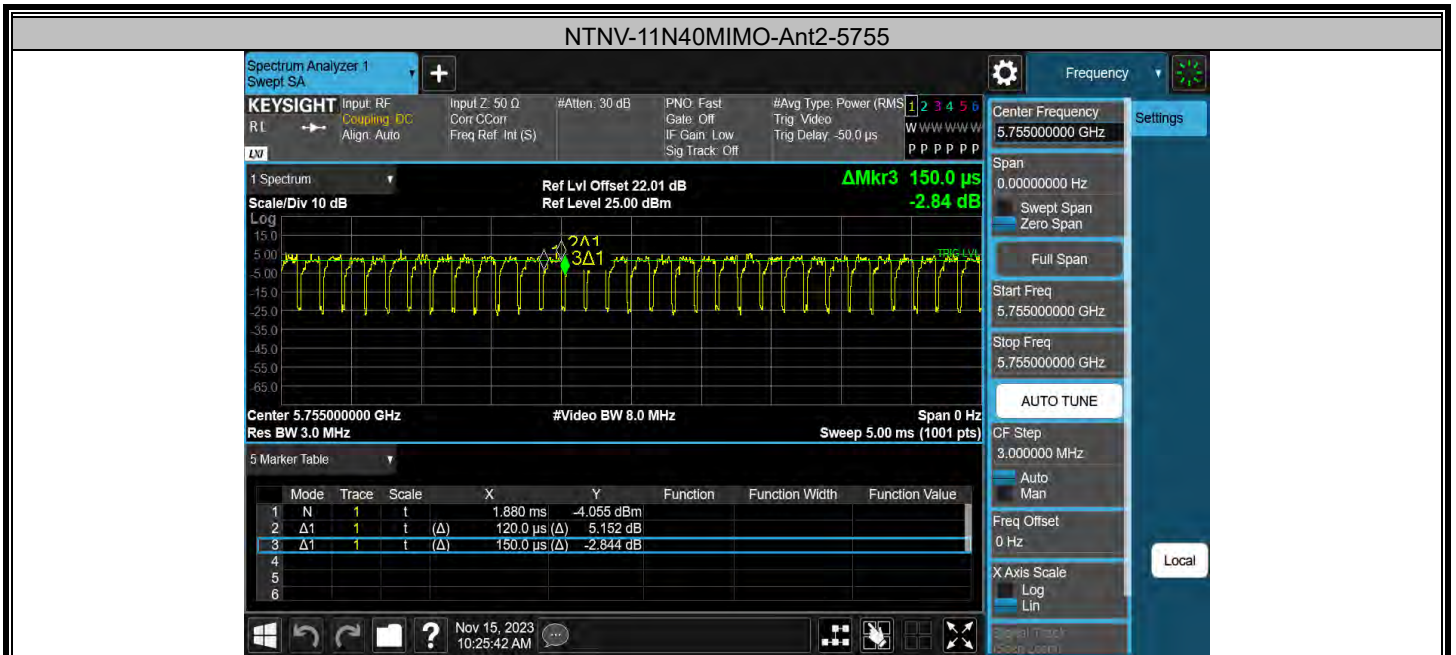 NTNV-11N40MIMO-Ant2-5755
Spectrum Analyzer 1
Swept SA
+
Frequency
KEYSIGHT
RL
LXI
Input: RF
Coupling: DC
Align: Auto
Input Z: 50 Ω
Corr CCorr
Freq Ref: Int (S)
#Atten: 30 dB
PNO: Fast
Gate: Off
IF Gain: Low
Sig Track: Off
#Avg Type: Power (RMS
Trig: Video
Trig Delay: -50.0 µs
1 2 3 4 5 6
W W W W W W
P P P P P P
1 Spectrum
Scale/Div 10 dB
Ref Lvl Offset 22.01 dB
Ref Level 25.00 dBm
ΔMkr3 150.0 µs
-2.84 dB
Log
15.0
5.00
-5.00
-15.0
-25.0
-35.0
-45.0
-55.0
-65.0
1
2Δ1
3Δ1
TRIG LVL
Center 5.755000000 GHz
Res BW 3.0 MHz
#Video BW 8.0 MHz
Span 0 Hz
Sweep 5.00 ms (1001 pts)
5 Marker Table
Mode Trace Scale X Y Function Function Width Function Value
1 N 1 t 1.880 ms -4.055 dBm
2 Δ1 1 t (Δ) 120.0 µs (Δ) 5.152 dB
3 Δ1 1 t (Δ) 150.0 µs (Δ) -2.844 dB
4
5
6
Center Frequency
5.755000000 GHz
Settings
Span
0.00000000 Hz
Swept Span
Zero Span
Full Span
Start Freq
5.755000000 GHz
Stop Freq
5.755000000 GHz
AUTO TUNE
CF Step
3.000000 MHz
Auto
Man
Freq Offset
0 Hz
X Axis Scale
Log
Lin
Signal Track
(Span Zoom)
Local
?
Nov 15, 2023
10:25:42 AM